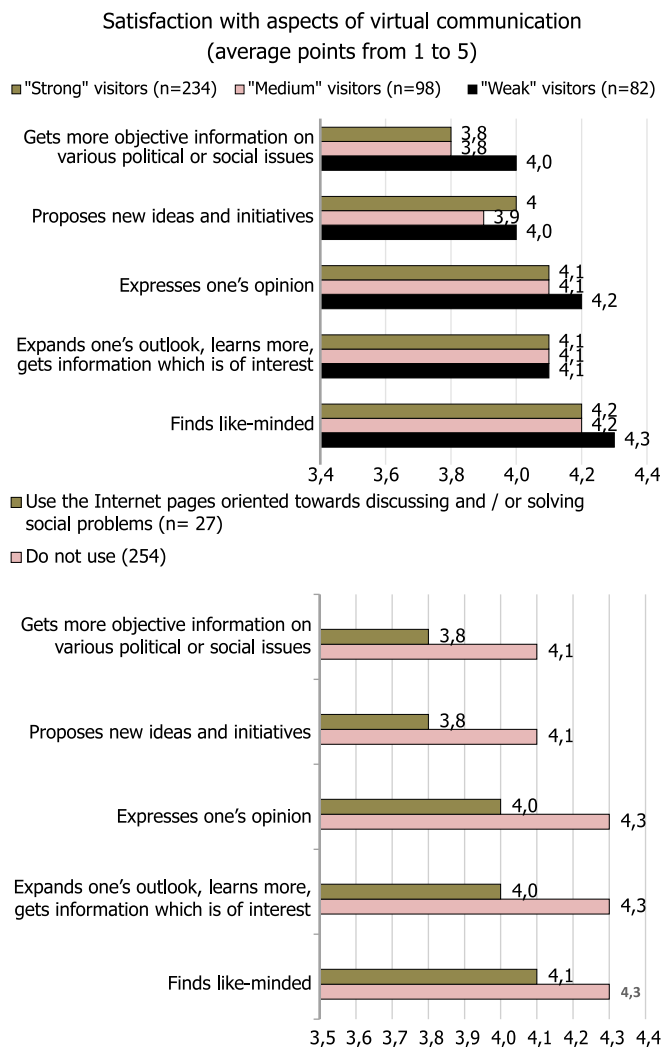 Satisfaction with aspects of virtual communication
(average points from 1 to 5)
"Strong" visitors (n=234) "Medium" visitors (n=98) "Weak" visitors (n=82)
Gets more objective information on
various political or social issues
3,8
3,8
4,0
Proposes new ideas and initiatives
4
3,9
4,0
Expresses one’s opinion
4,1
4,1
4,2
Expands one’s outlook, learns more,
gets information which is of interest
4,1
4,1
4,1
Finds like-minded
4,2
4,2
4,3
3,4 3,6 3,8 4,0 4,2 4,4
Use the Internet pages oriented towards discussing and / or solving
social problems (n= 27)
Do not use (254)
Gets more objective information on
various political or social issues
3,8
4,1
Proposes new ideas and initiatives
3,8
4,1
Expresses one’s opinion
4,0
4,3
Expands one’s outlook, learns more,
gets information which is of interest
4,0
4,3
Finds like-minded
4,1
4,3
3,5 3,6 3,7 3,8 3,9 4,0 4,1 4,2 4,3 4,4